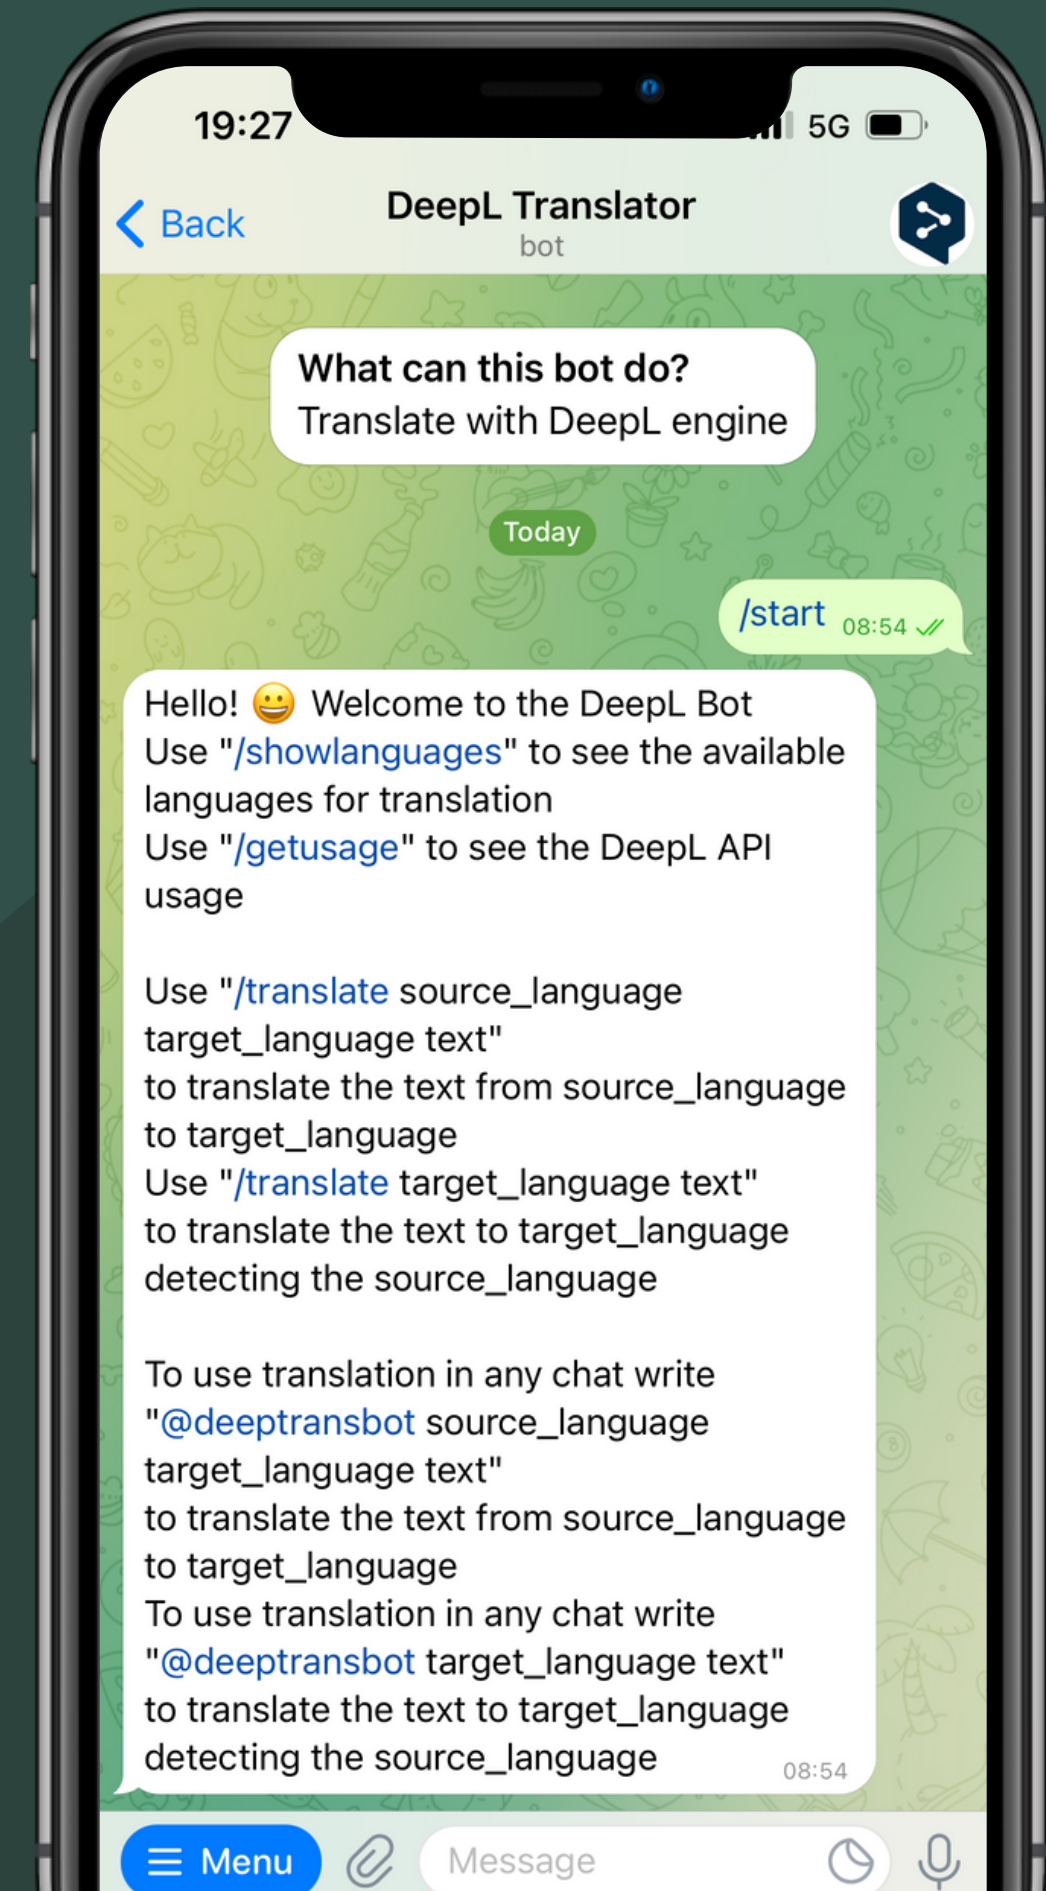 19:27
5G
Back
DeepL Translator
bot
What can this bot do?
Translate with DeepL engine
Today
/start 08:54
Hello! 😀 Welcome to the DeepL Bot
Use "/showlanguages" to see the available
languages for translation
Use "/getusage" to see the DeepL API
usage
Use "/translate source_language
target_language text"
to translate the text from source_language
to target_language
Use "/translate target_language text"
to translate the text to target_language
detecting the source_language
To use translation in any chat write
"@deeptransbot source_language
target_language text"
to translate the text from source_language
to target_language
To use translation in any chat write
"@deeptransbot target_language text"
to translate the text to target_language
detecting the source_language
08:54
Menu
Message